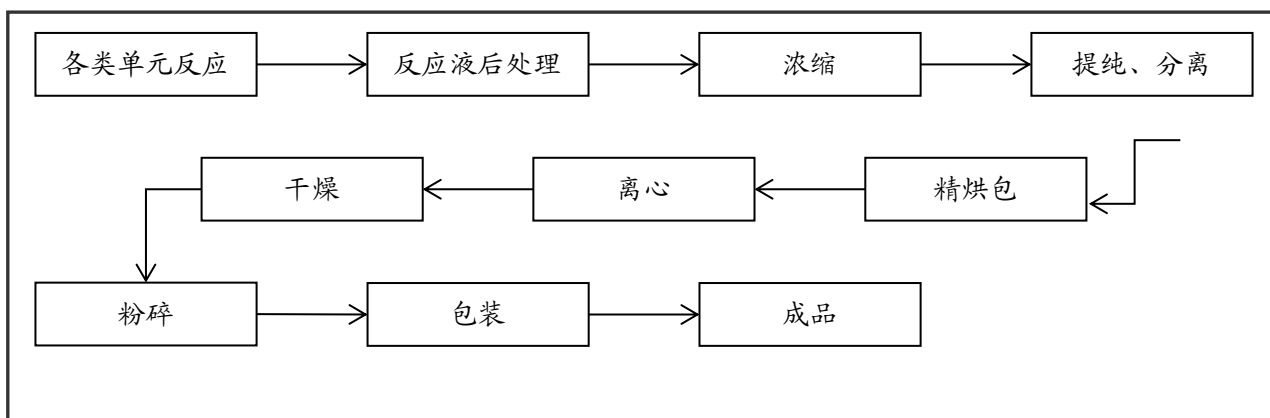 各类单元反应
反应液后处理
浓缩
提纯、分离
精烘包
离心
干燥
粉碎
包装
成品